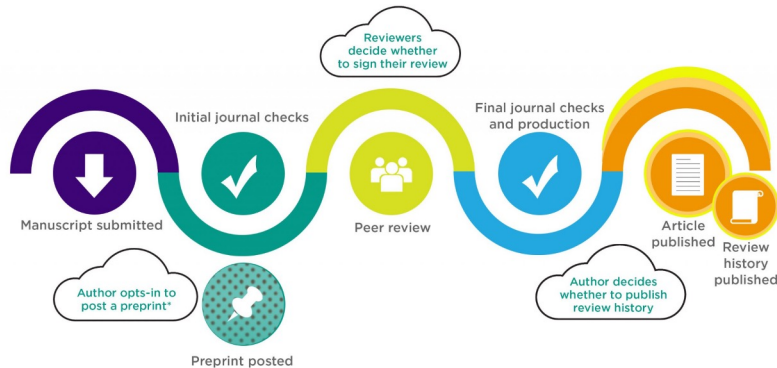 Reviewers
decide whether
to sign their review
Initial journal checks
Final journal checks
and production
Manuscript submitted
Peer review
Article
published
Review
history
published
Author opts-in to
post a preprint*
Author decides
whether to publish
review history
Preprint posted